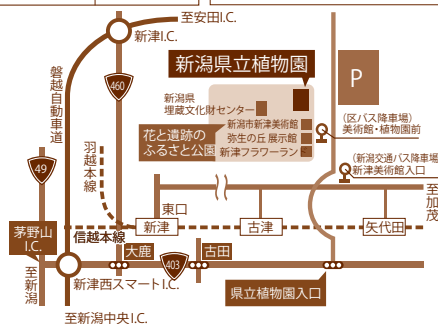 至安田I.C.
新津I.C.
新潟県立植物園
P
磐越自動車道
460
新潟県
埋蔵文化財センター
新潟市新津美術館
弥生の丘 展示館
新津フラワーランド
花と遺跡の
ふるさと公園
(区バス降車場)
美術館・植物園前
(新潟交通バス降車場)
新津美術館入口
49
羽越本線
東口
至加茂
新津
古津
矢代田
信越本線
茅野山
I.C.
大鹿
古田
403
至新潟
新津西スマートI.C.
県立植物園入口
至新潟中央I.C.